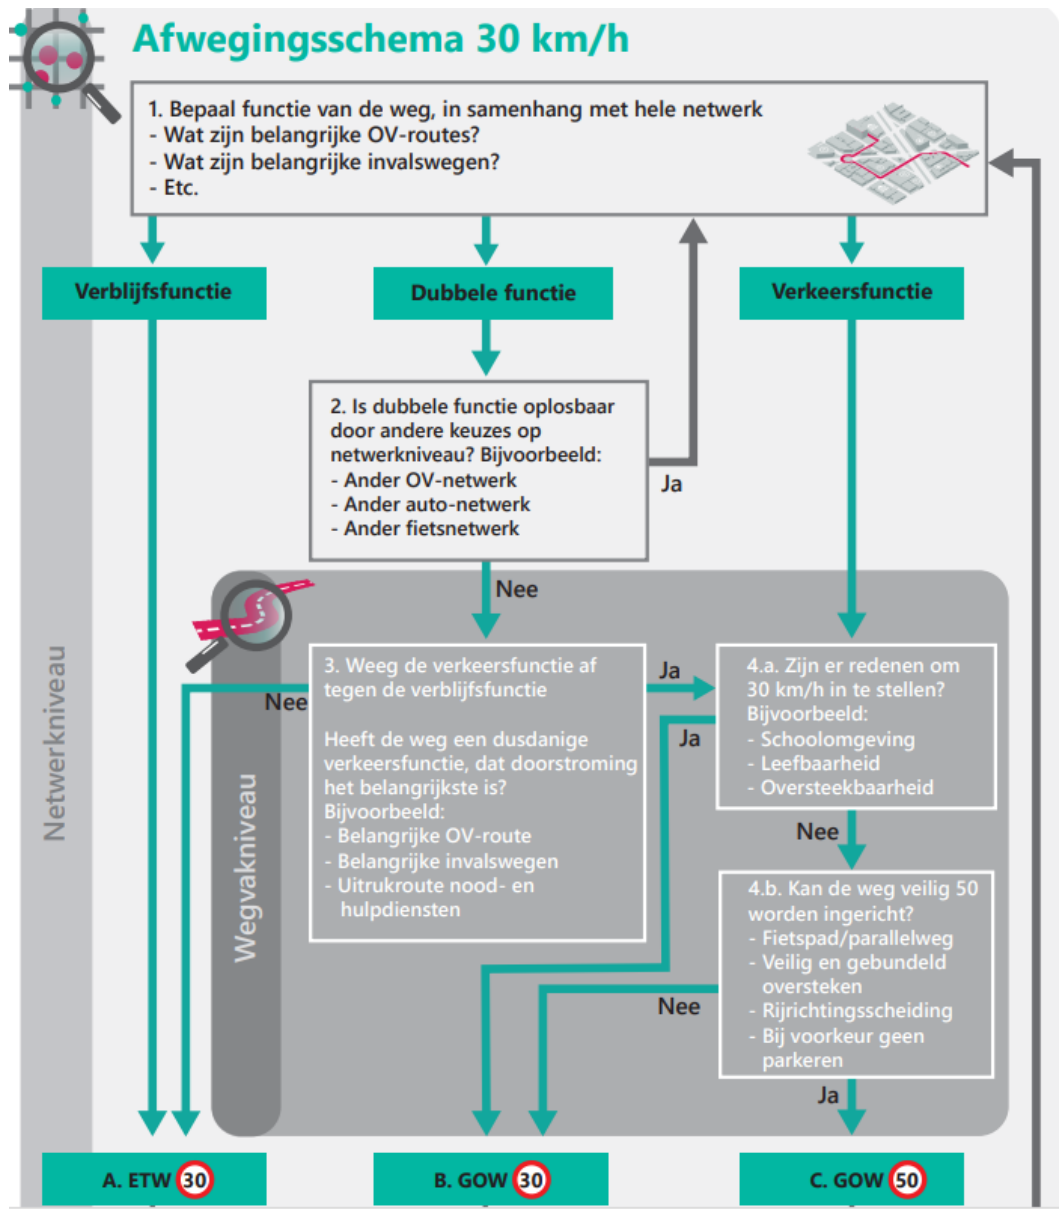 Afwegingsschema 30 km/h
1. Bepaal functie van de weg, in samenhang met hele netwerk
- Wat zijn belangrijke OV-routes?
- Wat zijn belangrijke invalswegen?
- Etc.
Verblijfsfunctie
Dubbele functie
Verkeersfunctie
2. Is dubbele functie oplosbaar
door andere keuzes op
netwerkniveau? Bijvoorbeeld:
- Ander OV-netwerk
- Ander auto-netwerk
- Ander fietsnetwerk
Ja
Nee
Netwerkniveau
Wegvakniveau
3. Weeg de verkeersfunctie af
tegen de verblijfsfunctie
Heeft de weg een dusdanige
verkeersfunctie, dat doorstroming
het belangrijkste is?
Bijvoorbeeld:
- Belangrijke OV-route
- Belangrijke invalswegen
- Uitrukroute nood- en
hulpdiensten
Nee
Ja
4.a. Zijn er redenen om
30 km/h in te stellen?
Bijvoorbeeld:
- Schoolomgeving
- Leefbaarheid
- Oversteekbaarheid
Ja
Nee
4.b. Kan de weg veilig 50
worden ingericht?
- Fietspad/parallelweg
- Veilig en gebundeld
oversteken
- Rijrichtingsscheiding
- Bij voorkeur geen
parkeren
Nee
Ja
A. ETW 30
B. GOW 30
C. GOW 50